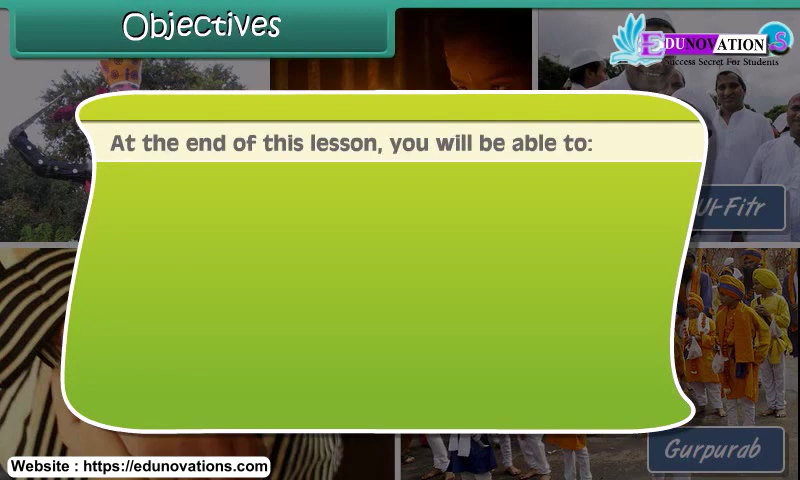 Objectives
EDUNOVATIONS
Success Secret For Students
At the end of this lesson, you will be able to:
Ul-Fitr
Gurpurab
Website : https://edunovations.com